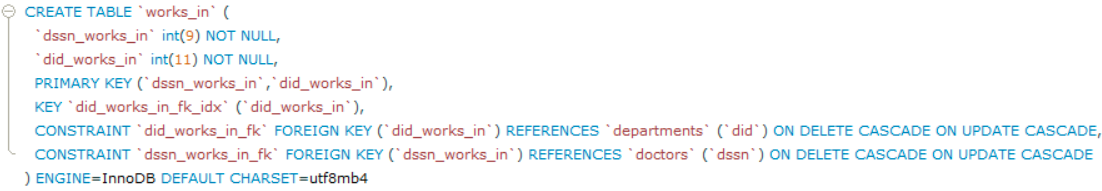 CREATE TABLE `works_in` (
`dssn_works_in` int(9) NOT NULL,
`did_works_in` int(11) NOT NULL,
PRIMARY KEY (`dssn_works_in`,`did_works_in`),
KEY `did_works_in_fk_idx` (`did_works_in`),
CONSTRAINT `did_works_in_fk` FOREIGN KEY (`did_works_in`) REFERENCES `departments` (`did`) ON DELETE CASCADE ON UPDATE CASCADE,
CONSTRAINT `dssn_works_in_fk` FOREIGN KEY (`dssn_works_in`) REFERENCES `doctors` (`dssn`) ON DELETE CASCADE ON UPDATE CASCADE
) ENGINE=InnoDB DEFAULT CHARSET=utf8mb4